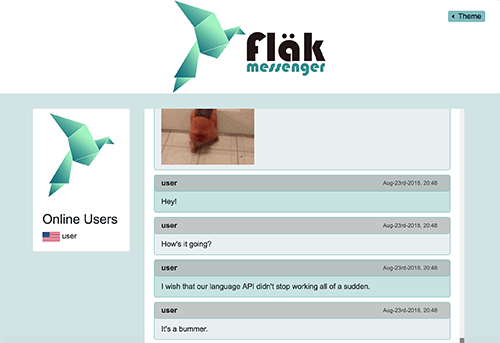 fläk
messenger
Theme
Online Users
user
user Aug-23rd-2018, 20:48
Hey!
user Aug-23rd-2018, 20:48
How's it going?
user Aug-23rd-2018, 20:48
I wish that our language API didn't stop working all of a sudden.
user Aug-23rd-2018, 20:48
It's a bummer.